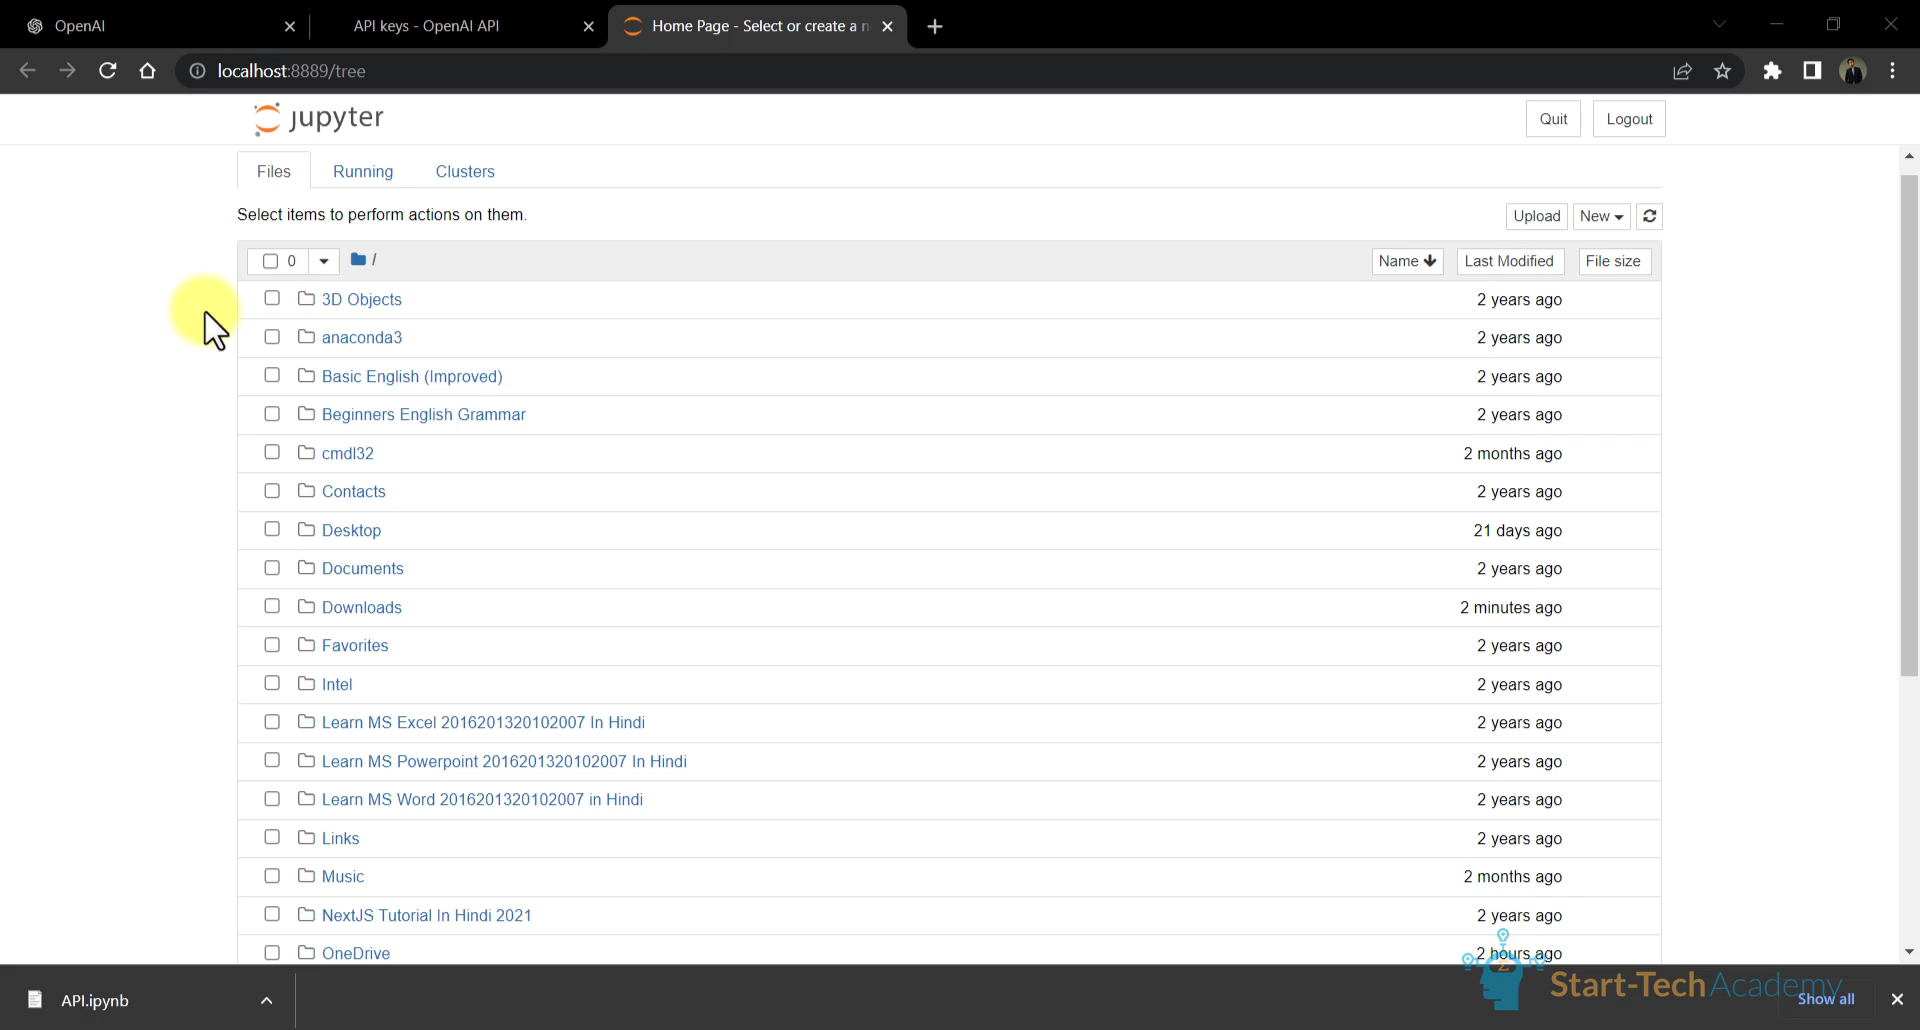 OpenAI
API keys - OpenAI API
Home Page - Select or create a n
localhost:8889/tree
jupyter
Quit
Logout
Files
Running
Clusters
Select items to perform actions on them.
Upload
New
0
/
Name
Last Modified
File size
3D Objects
2 years ago
anaconda3
2 years ago
Basic English (Improved)
2 years ago
Beginners English Grammar
2 years ago
cmdl32
2 months ago
Contacts
2 years ago
Desktop
21 days ago
Documents
2 years ago
Downloads
2 minutes ago
Favorites
2 years ago
Intel
2 years ago
Learn MS Excel 2016201320102007 In Hindi
2 years ago
Learn MS Powerpoint 2016201320102007 In Hindi
2 years ago
Learn MS Word 2016201320102007 in Hindi
2 years ago
Links
2 years ago
Music
2 months ago
NextJS Tutorial In Hindi 2021
2 years ago
OneDrive
2 hours ago
API.ipynb
Start-Tech Academy
Show all